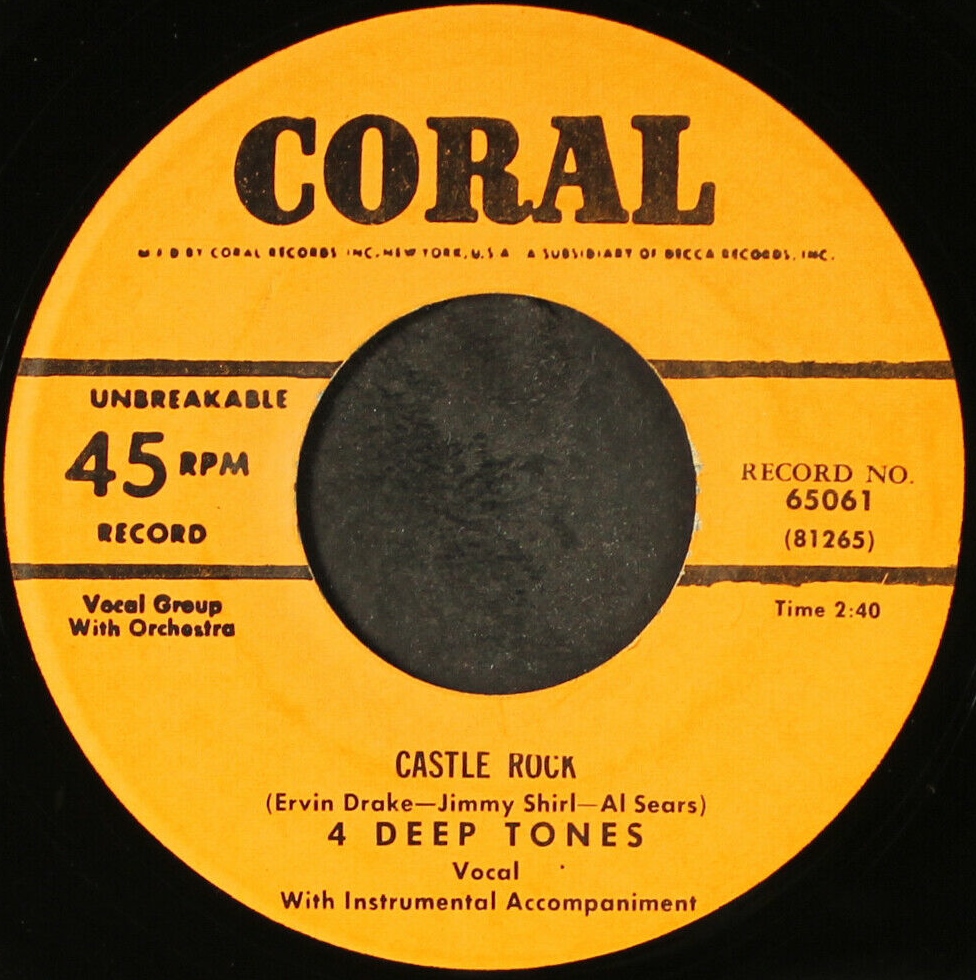 CORAL
M'F'D BY CORAL RECORDS INC. NEW YORK, U.S.A. A SUBSIDIARY OF DECCA RECORDS, INC.
UNBREAKABLE
45 RPM
RECORD
RECORD NO.
65061
(81265)
Vocal Group
With Orchestra
Time 2:40
CASTLE ROCK
(Ervin Drake—Jimmy Shirl—Al Sears)
4 DEEP TONES
Vocal
With Instrumental Accompaniment